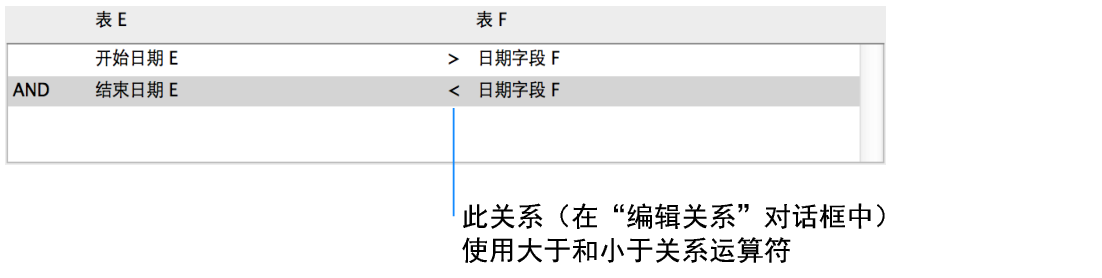 表 E 表 F
开始日期 E > 日期字段 F
AND 结束日期 E < 日期字段 F
此关系（在“编辑关系”对话框中）
使用大于和小于关系运算符